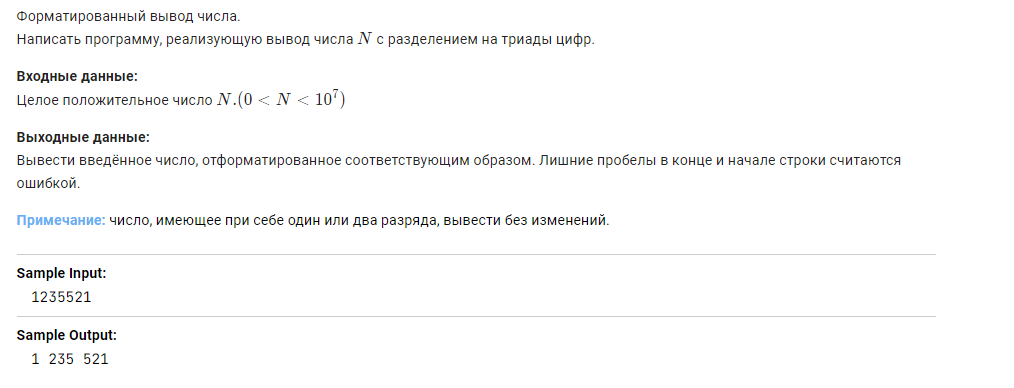 Форматированный вывод числа.
Написать программу, реализующую вывод числа N с разделением на триады цифр.
Входные данные:
Целое положительное число N.(0 < N < 10⁷)
Выходные данные:
Вывести введённое число, отформатированное соответствующим образом. Лишние пробелы в конце и начале строки считаются
ошибкой.
Примечание: число, имеющее при себе один или два разряда, вывести без изменений.
Sample Input:
1235521
Sample Output:
1 235 521